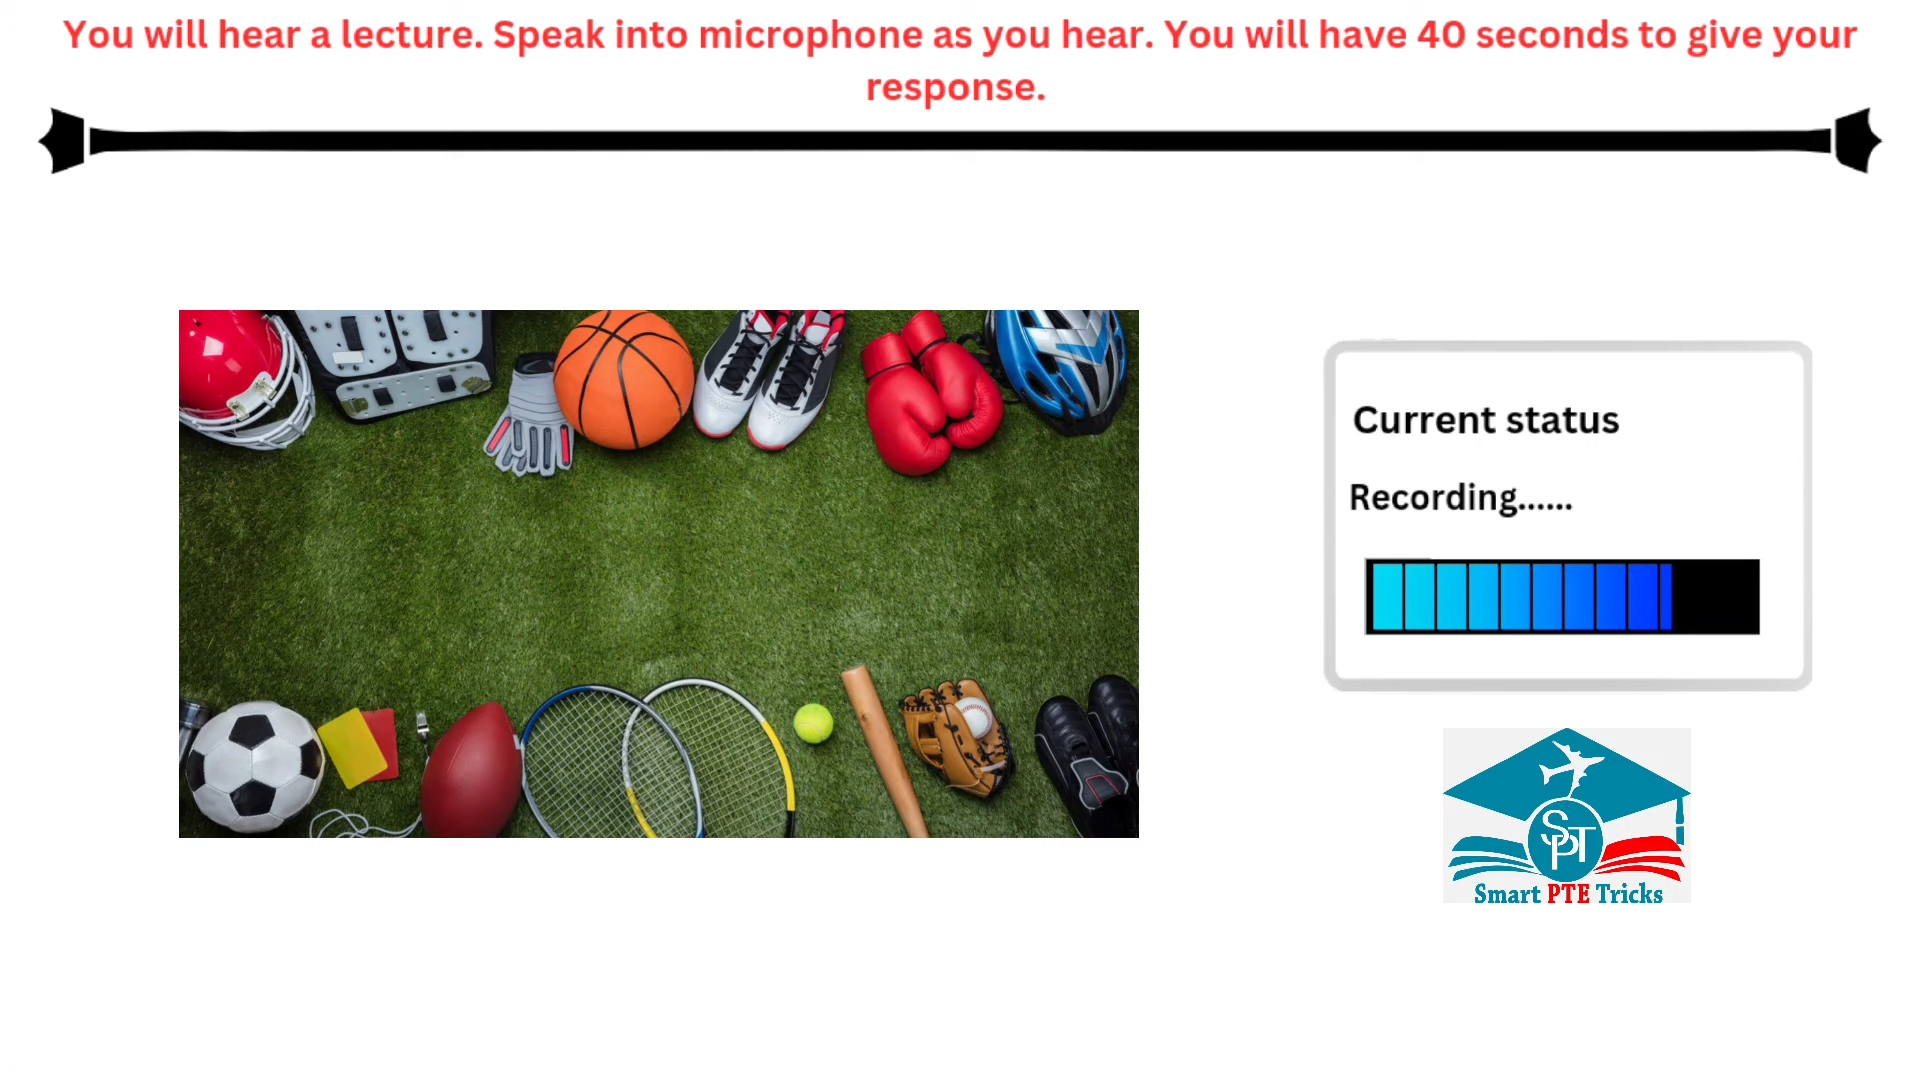 You will hear a lecture. Speak into microphone as you hear. You will have 40 seconds to give your
response.
Current status
Recording......
SPT
Smart PTE Tricks